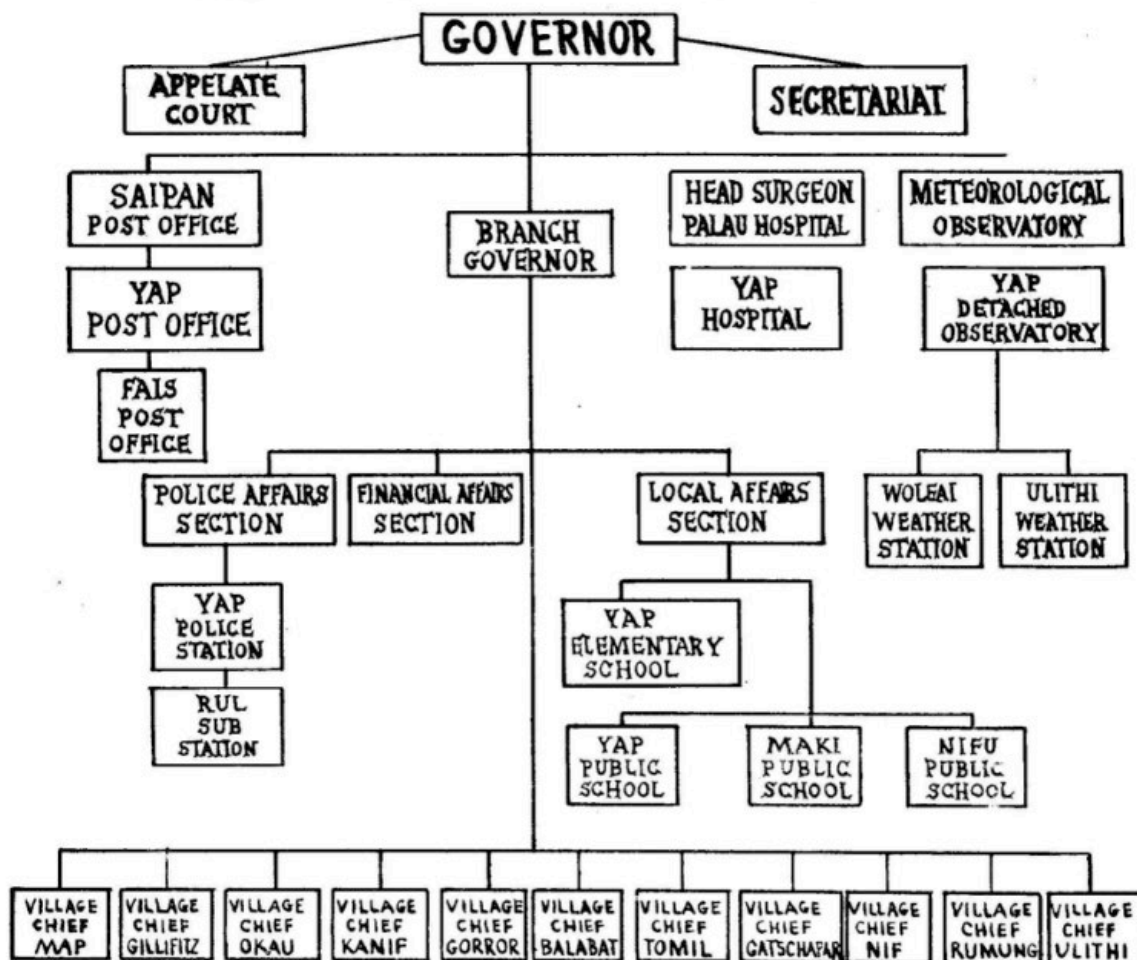 GOVERNOR
APPELATE
COURT
SECRETARIAT
SAIPAN
POST OFFICE
BRANCH
GOVERNOR
HEAD SURGEON
PALAU HOSPITAL
METEOROLOGICAL
OBSERVATORY
YAP
POST OFFICE
YAP
HOSPITAL
YAP
DETACHED
OBSERVATORY
FAIS
POST
OFFICE
POLICE AFFAIRS
SECTION
FINANCIAL AFFAIRS
SECTION
LOCAL AFFAIRS
SECTION
WOLEAI
WEATHER
STATION
ULITHI
WEATHER
STATION
YAP
POLICE
STATION
YAP
ELEMENTARY
SCHOOL
RUL
SUB
STATION
YAP
PUBLIC
SCHOOL
MAKI
PUBLIC
SCHOOL
NIFU
PUBLIC
SCHOOL
VILLAGE
CHIEF
MAP
VILLAGE
CHIEF
GILLIFITZ
VILLAGE
CHIEF
OKAU
VILLAGE
CHIEF
KANIF
VILLAGE
CHIEF
GORROR
VILLAGE
CHIEF
BALABAT
VILLAGE
CHIEF
TOMIL
VILLAGE
CHIEF
GATSCHAPAR
VILLAGE
CHIEF
NIF
VILLAGE
CHIEF
RUMUNG
VILLAGE
CHIEF
ULITHI